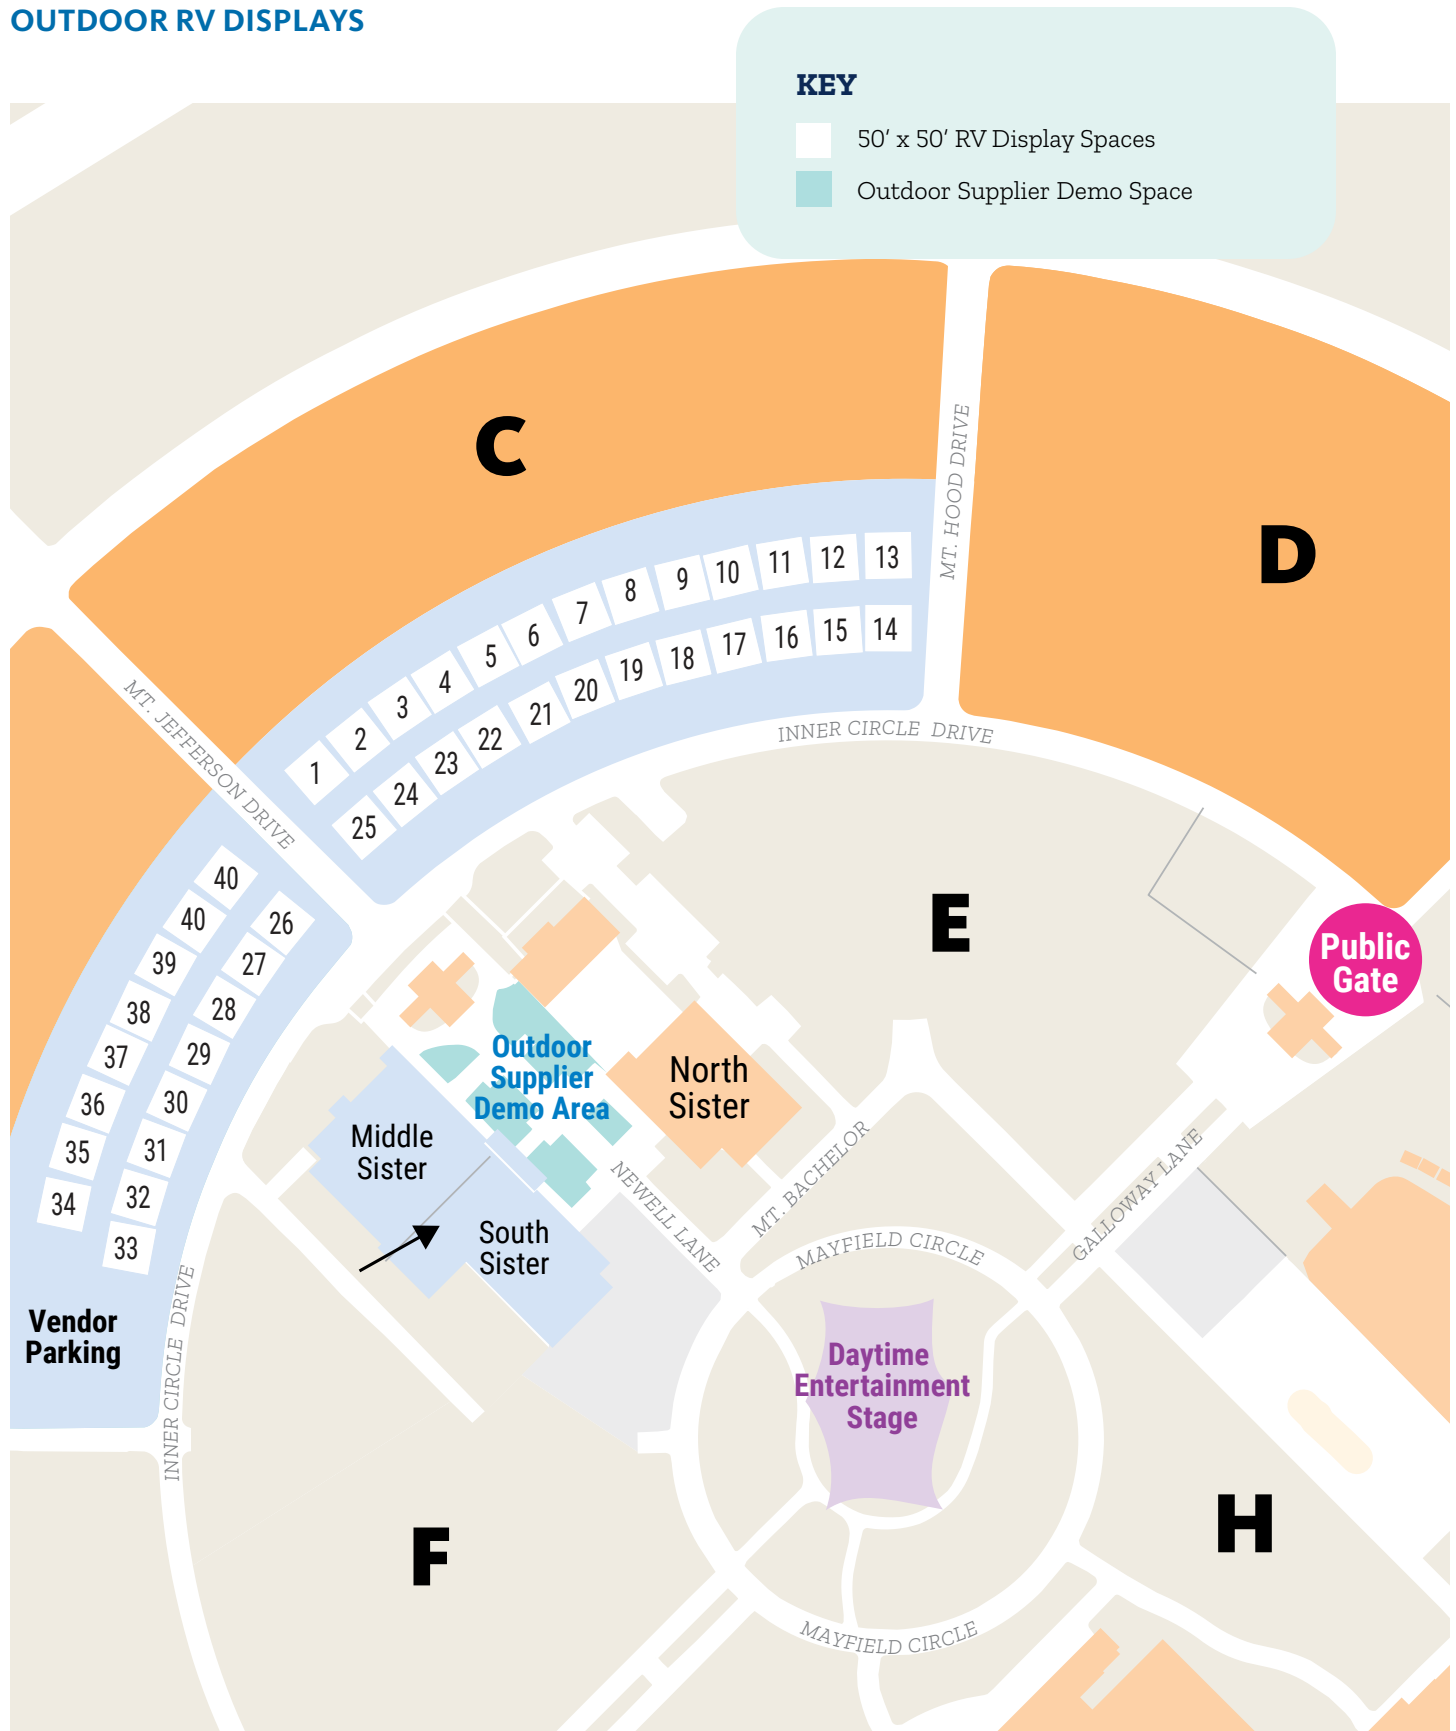 OUTDOOR RV DISPLAYS
KEY
50' x 50' RV Display Spaces
Outdoor Supplier Demo Space
C
D
MT. HOOD DRIVE
1
2
3
4
5
6
7
8
9
10
11
12
13
14
15
16
17
18
19
20
21
22
23
24
25
MT. JEFFERSON DRIVE
INNER CIRCLE DRIVE
40
40
39
38
37
36
35
34
26
27
28
29
30
31
32
33
E
Public
Gate
Outdoor
Supplier
Demo Area
North
Sister
Middle
Sister
South
Sister
NEWELL LANE
MT. BACHELOR
GALLOWAY LANE
MAYFIELD CIRCLE
Vendor
Parking
INNER CIRCLE DRIVE
Daytime
Entertainment
Stage
F
H
MAYFIELD CIRCLE